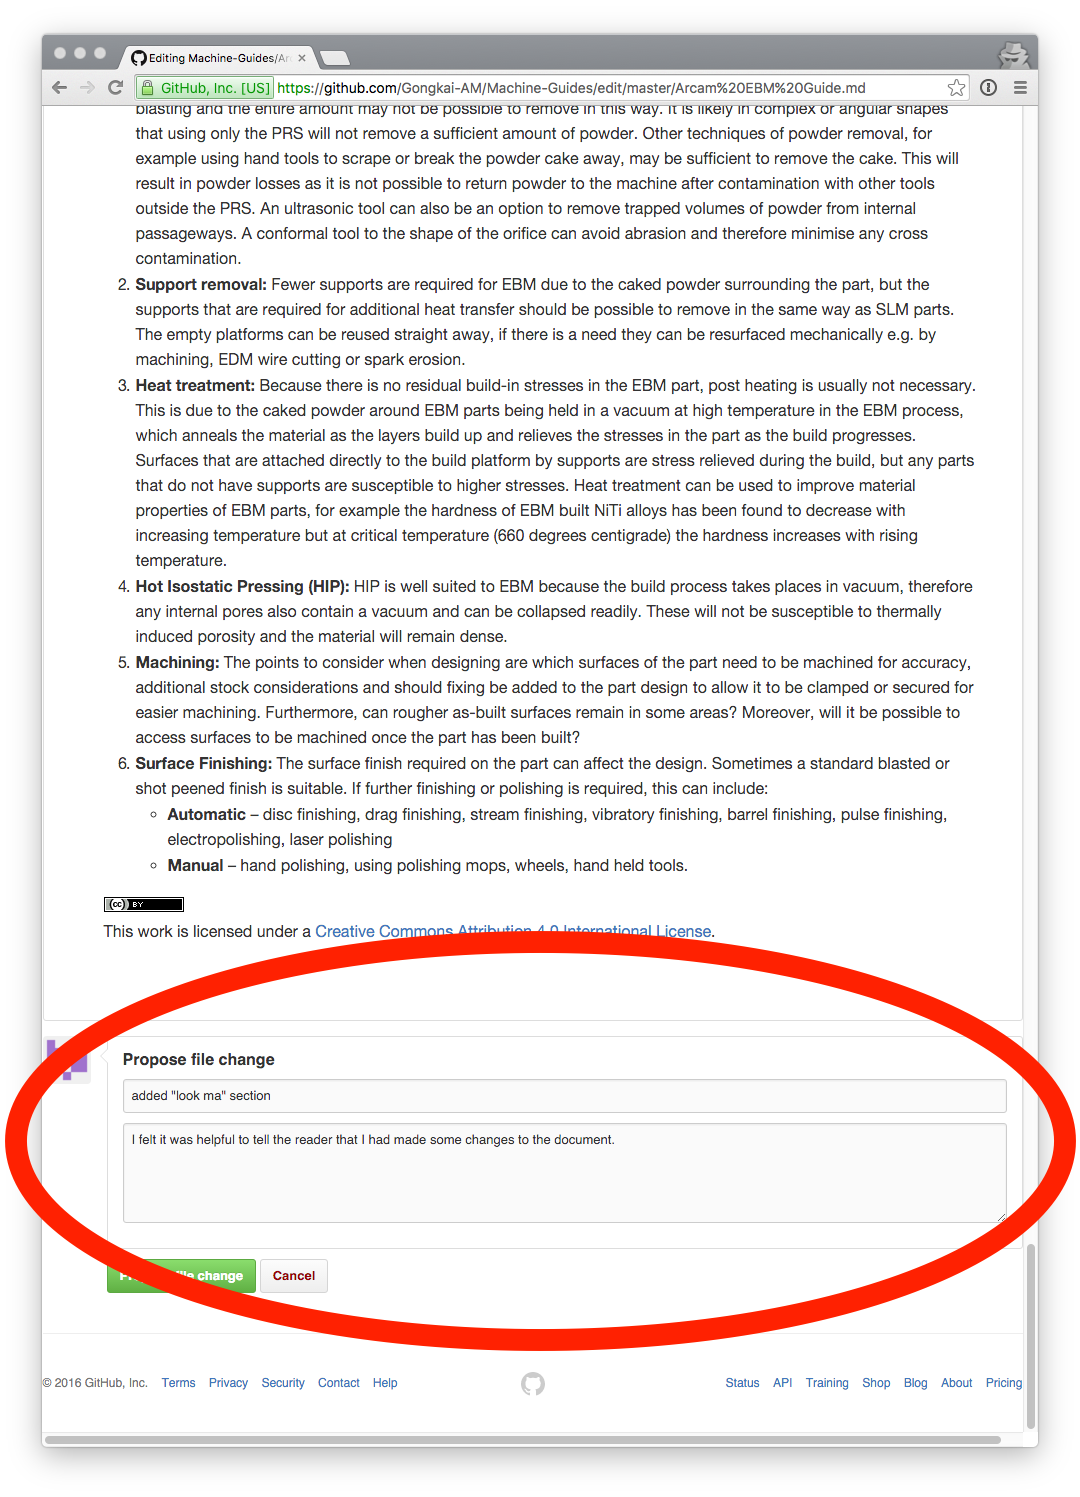 Editing Machine-Guides/Ar
GitHub, Inc. [US] https://github.com/Gongkai-AM/Machine-Guides/edit/master/Arcam%20EBM%20Guide.md
blasting and the entire amount may not be possible to remove in this way. It is likely in complex or angular shapes
that using only the PRS will not remove a sufficient amount of powder. Other techniques of powder removal, for
example using hand tools to scrape or break the powder cake away, may be sufficient to remove the cake. This will
result in powder losses as it is not possible to return powder to the machine after contamination with other tools
outside the PRS. An ultrasonic tool can also be an option to remove trapped volumes of powder from internal
passageways. A conformal tool to the shape of the orifice can avoid abrasion and therefore minimise any cross
contamination.
2. Support removal: Fewer supports are required for EBM due to the caked powder surrounding the part, but the
supports that are required for additional heat transfer should be possible to remove in the same way as SLM parts.
The empty platforms can be reused straight away, if there is a need they can be resurfaced mechanically e.g. by
machining, EDM wire cutting or spark erosion.
3. Heat treatment: Because there is no residual build-in stresses in the EBM part, post heating is usually not necessary.
This is due to the caked powder around EBM parts being held in a vacuum at high temperature in the EBM process,
which anneals the material as the layers build up and relieves the stresses in the part as the build progresses.
Surfaces that are attached directly to the build platform by supports are stress relieved during the build, but any parts
that do not have supports are susceptible to higher stresses. Heat treatment can be used to improve material
properties of EBM parts, for example the hardness of EBM built NiTi alloys has been found to decrease with
increasing temperature but at critical temperature (660 degrees centigrade) the hardness increases with rising
temperature.
4. Hot Isostatic Pressing (HIP): HIP is well suited to EBM because the build process takes places in vacuum, therefore
any internal pores also contain a vacuum and can be collapsed readily. These will not be susceptible to thermally
induced porosity and the material will remain dense.
5. Machining: The points to consider when designing are which surfaces of the part need to be machined for accuracy,
additional stock considerations and should fixing be added to the part design to allow it to be clamped or secured for
easier machining. Furthermore, can rougher as-built surfaces remain in some areas? Moreover, will it be possible to
access surfaces to be machined once the part has been built?
6. Surface Finishing: The surface finish required on the part can affect the design. Sometimes a standard blasted or
shot peened finish is suitable. If further finishing or polishing is required, this can include:
Automatic – disc finishing, drag finishing, stream finishing, vibratory finishing, barrel finishing, pulse finishing,
electropolishing, laser polishing
Manual – hand polishing, using polishing mops, wheels, hand held tools.
(cc) BY
This work is licensed under a Creative Commons Attribution 4.0 International License.
Propose file change
added "look ma" section
I felt it was helpful to tell the reader that I had made some changes to the document.
file change Cancel
© 2016 GitHub, Inc. Terms Privacy Security Contact Help Status API Training Shop Blog About Pricing